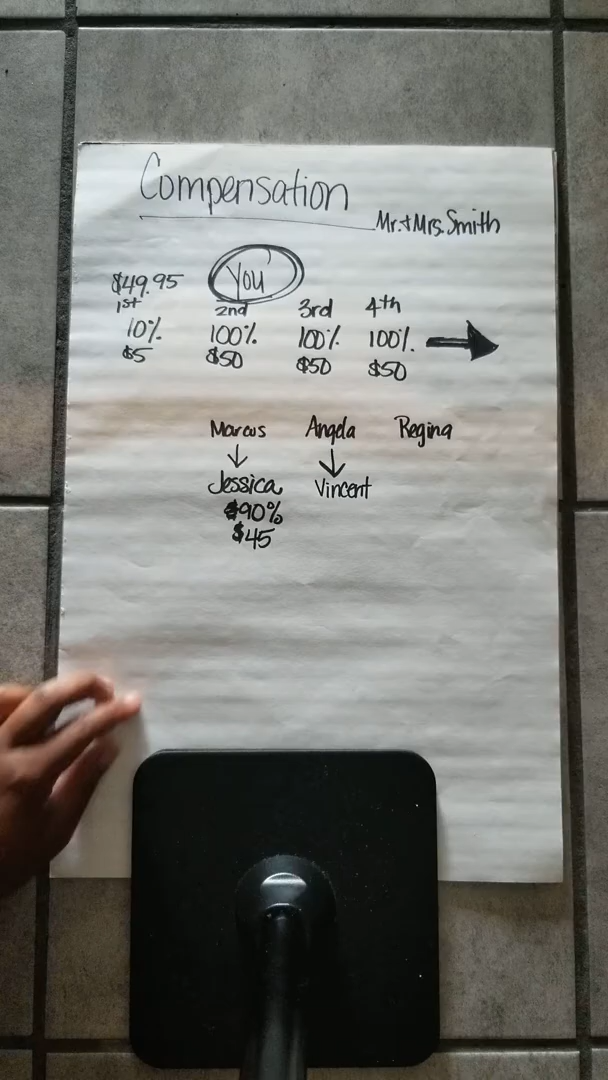 Compensation
Mr.+Mrs. Smith
$49.95 You
1st 2nd 3rd 4th
10% 100% 100% 100%
$5 $50 $50 $50
Marcus Angela Regina
Jessica Vincent
$90%
$45